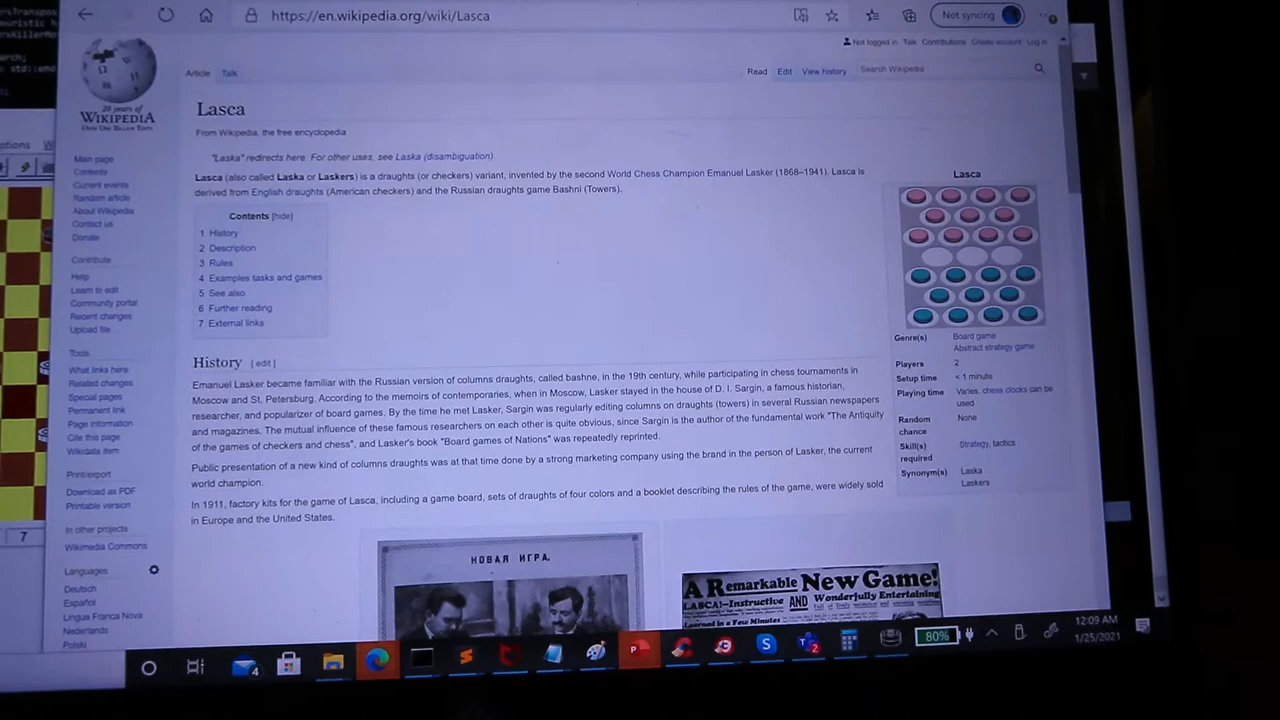 https://en.wikipedia.org/wiki/Lasca
Not syncing
Not logged in Talk Contributions Create account Log in
Article Talk
Read Edit View history Search Wikipedia
20 years of
WIKIPEDIA
Over One Billion Edits
Main page
Contents
Current events
Random article
About Wikipedia
Contact us
Donate
Contribute
Help
Learn to edit
Community portal
Recent changes
Upload file
Tools
What links here
Related changes
Special pages
Permanent link
Page information
Cite this page
Wikidata item
Print/export
Download as PDF
Printable version
In other projects
Wikimedia Commons
Languages
Deutsch
Español
Lingua Franca Nova
Nederlands
Polski
Lasca
From Wikipedia, the free encyclopedia
"Laska" redirects here. For other uses, see Laska (disambiguation)
Lasca (also called Laska or Laskers) is a draughts (or checkers) variant, invented by the second World Chess Champion Emanuel Lasker (1868–1941). Lasca is
derived from English draughts (American checkers) and the Russian draughts game Bashni (Towers).
Contents [hide]
1 History
2 Description
3 Rules
4 Examples tasks and games
5 See also
6 Further reading
7 External links
Lasca
Genre(s) Board game
Abstract strategy game
Players 2
Setup time < 1 minute
Playing time Varies, chess clocks can be
used
Random None
chance
Skill(s) Strategy, tactics
required
Synonym(s) Laska
Laskers
History [ edit ]
Emanuel Lasker became familiar with the Russian version of columns draughts, called bashne, in the 19th century, while participating in chess tournaments in
Moscow and St. Petersburg. According to the memoirs of contemporaries, when in Moscow, Lasker stayed in the house of D. I. Sargin, a famous historian,
researcher, and popularizer of board games. By the time he met Lasker, Sargin was regularly editing columns on draughts (towers) in several Russian newspapers
and magazines. The mutual influence of these famous researchers on each other is quite obvious, since Sargin is the author of the fundamental work "The Antiquity
of the games of checkers and chess", and Lasker's book "Board games of Nations" was repeatedly reprinted.
Public presentation of a new kind of columns draughts was at that time done by a strong marketing company using the brand in the person of Lasker, the current
world champion.
In 1911, factory kits for the game of Lasca, including a game board, sets of draughts of four colors and a booklet describing the rules of the game, were widely sold
in Europe and the United States.
НОВАЯ ИГРА.
A Remarkable New Game!
LASCA!-Instructive AND Wonderfully Entertaining
Learned in a Few Minutes
7
80%
12:09 AM
1/25/2021